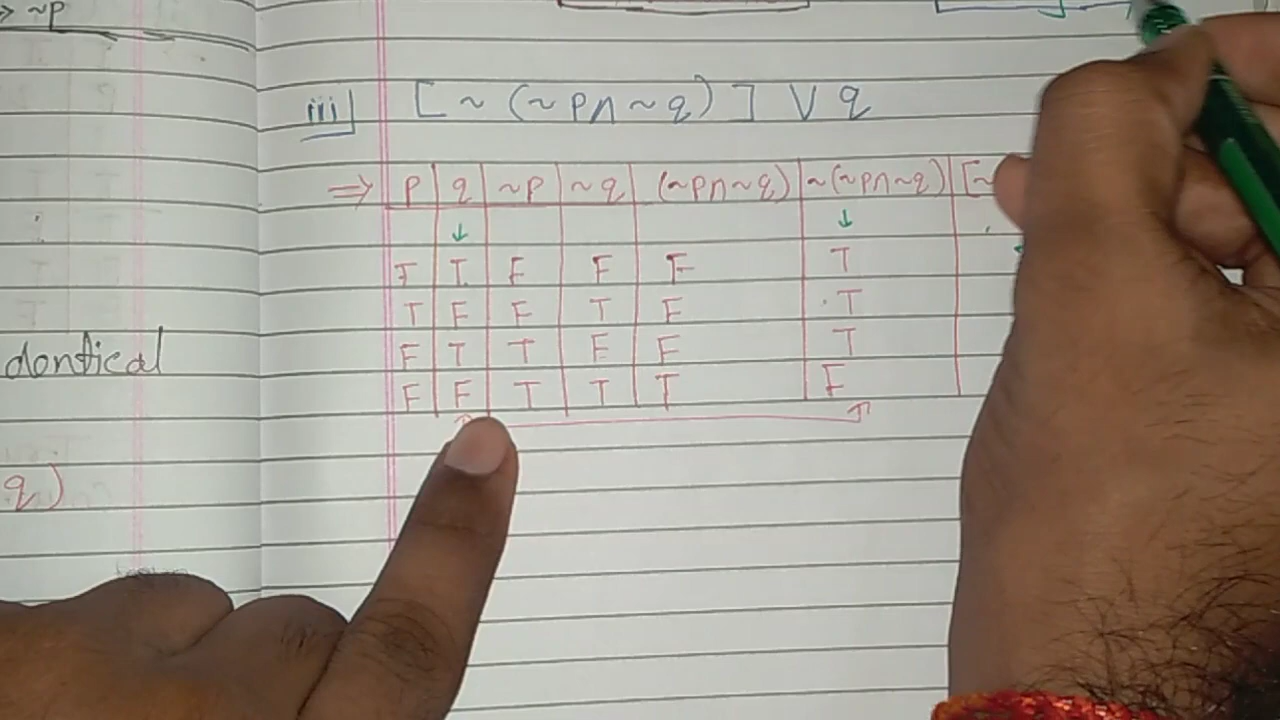 ⇒ ~p
iii] [ ~ (~p∩ ~q) ] ∨ q
⇒ p q ~p ~q (~p∩~q) ~(~p∩~q) [~
↓ ↓
T T F F F T
T F F T F T
F T T F F T
F F T T T F
dentical
q)